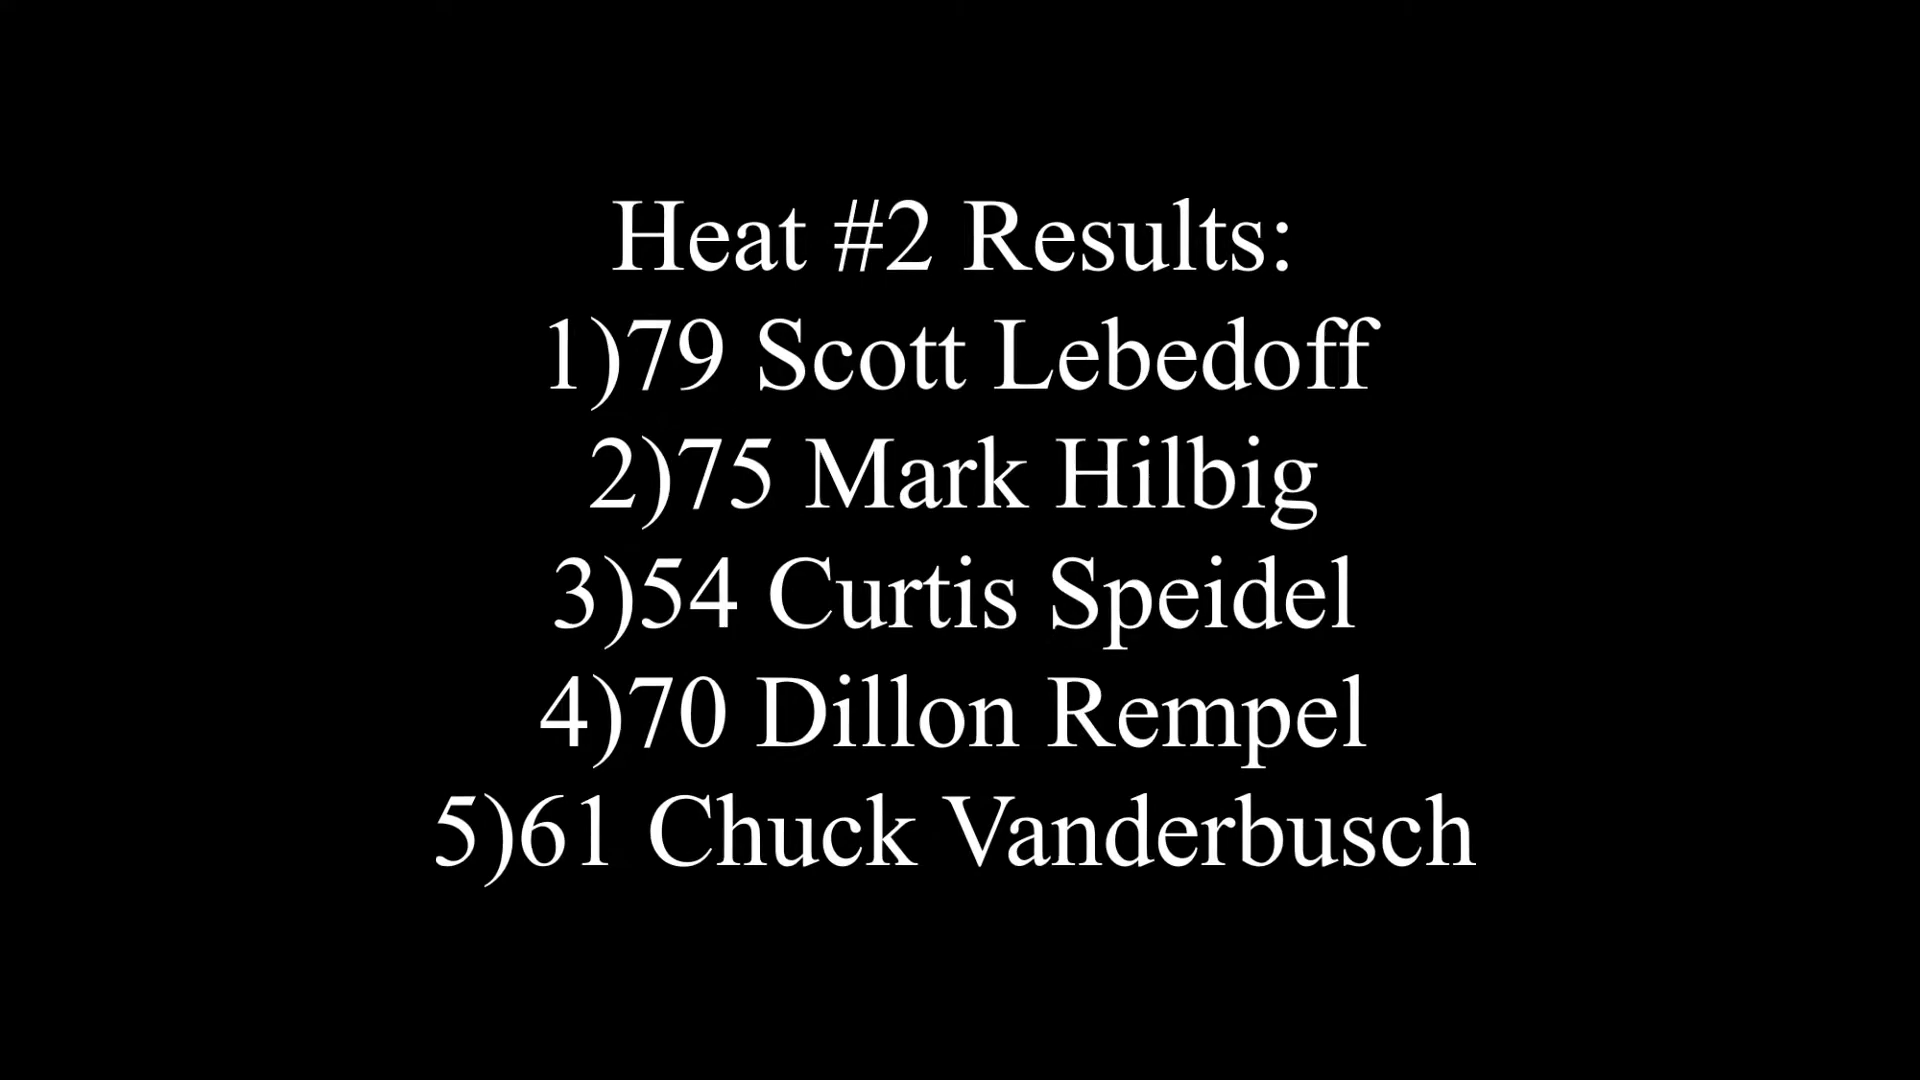 Heat #2 Results:
1)79 Scott Lebedoff
2)75 Mark Hilbig
3)54 Curtis Speidel
4)70 Dillon Rempel
5)61 Chuck Vanderbusch